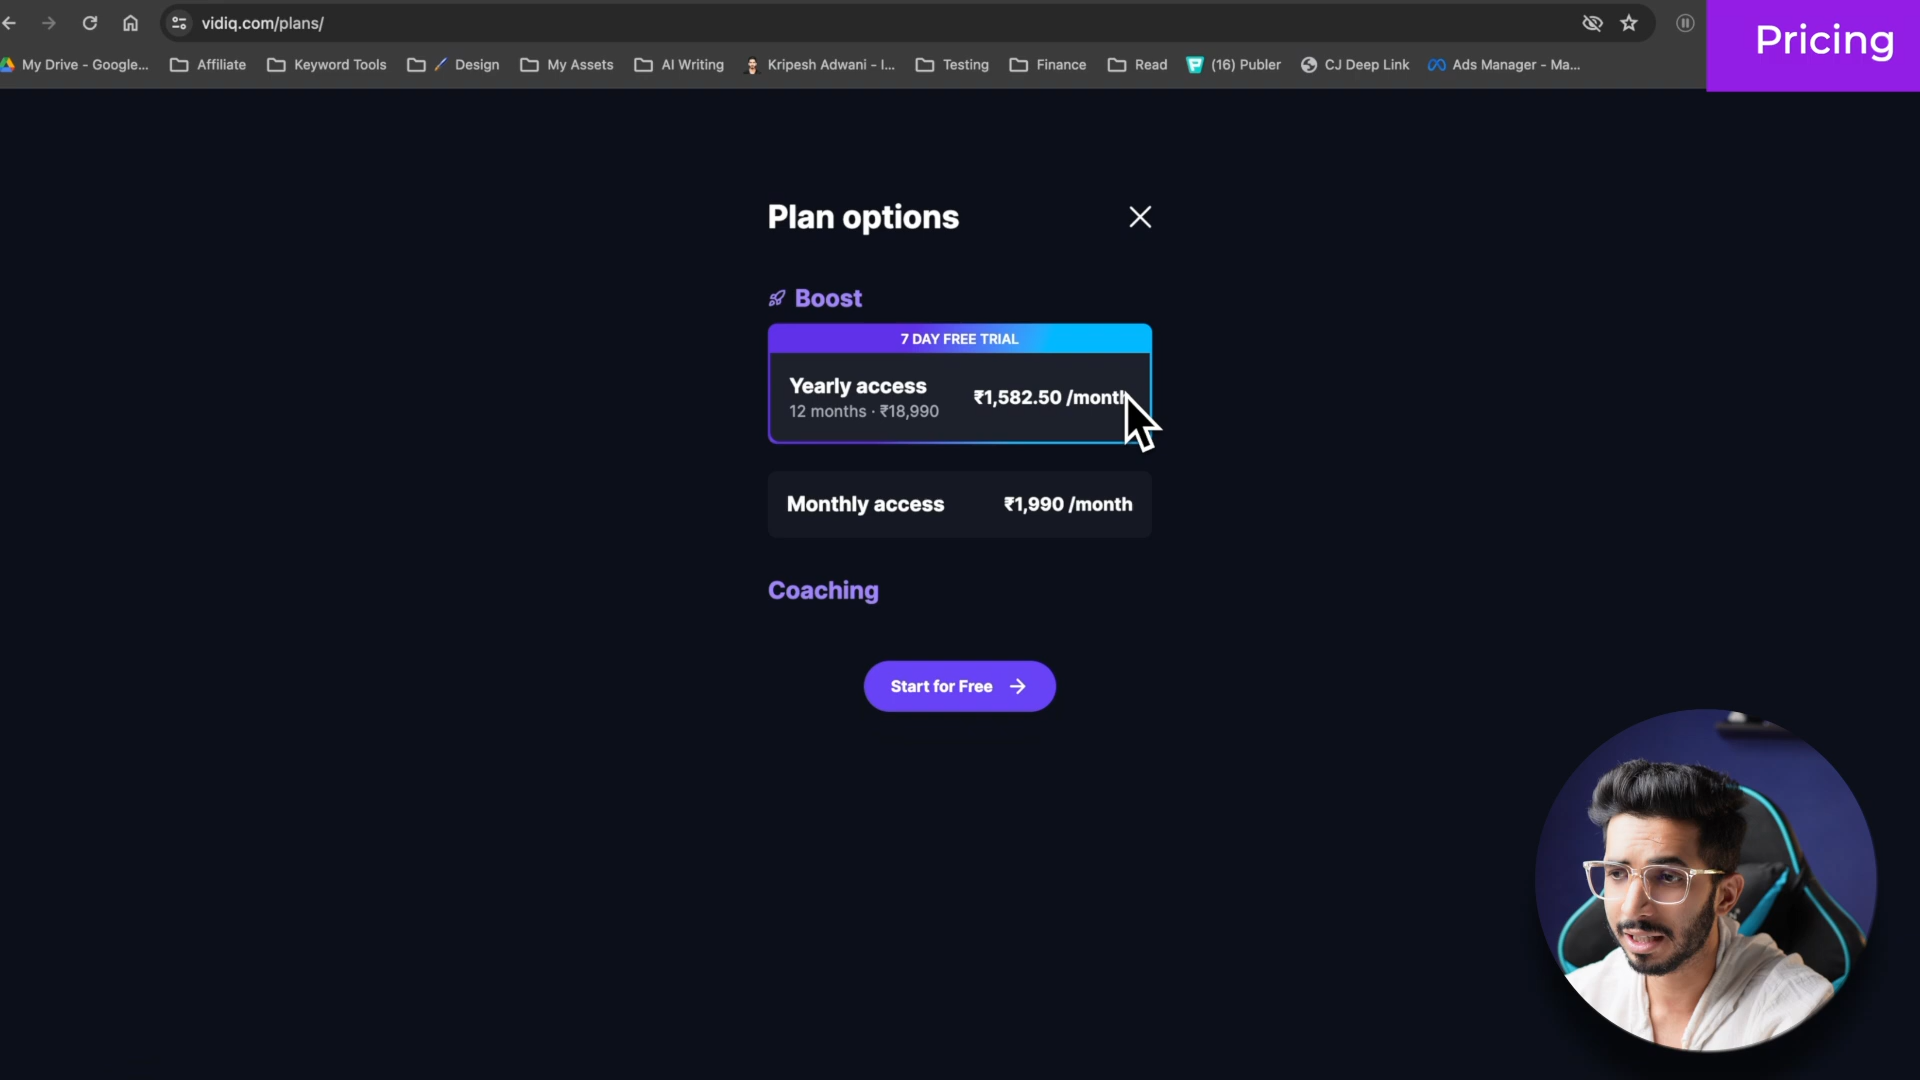 vidiq.com/plans/
Pricing
My Drive - Google...
Affiliate
Keyword Tools
Design
My Assets
AI Writing
Kripesh Adwani - I...
Testing
Finance
Read
(16) Publer
CJ Deep Link
Ads Manager - Ma...
Plan options
Boost
7 DAY FREE TRIAL
Yearly access
12 months · ₹18,990
₹1,582.50 /month
Monthly access
₹1,990 /month
Coaching
Start for Free